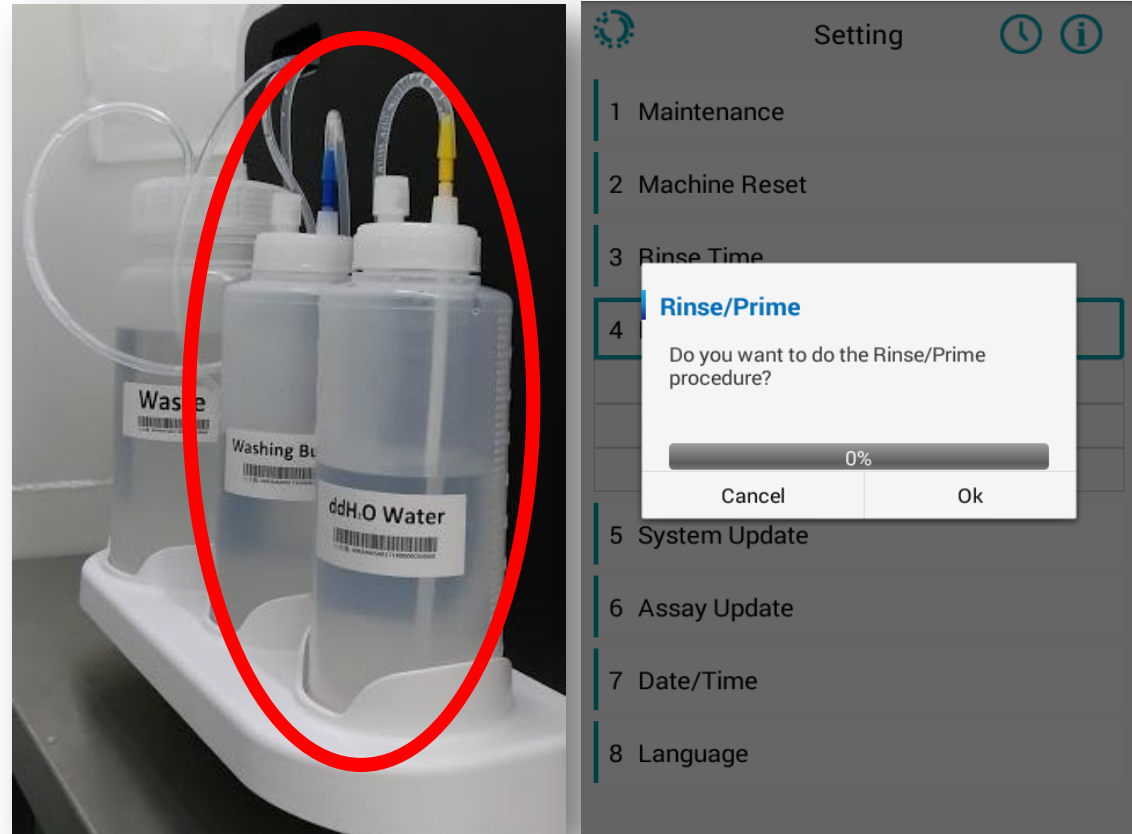 Waste
Washing Bu
ddH₂O Water
Setting
1 Maintenance
2 Machine Reset
3 Rinse Time
4
Rinse/Prime
Do you want to do the Rinse/Prime
procedure?
0%
Cancel
Ok
5 System Update
6 Assay Update
7 Date/Time
8 Language